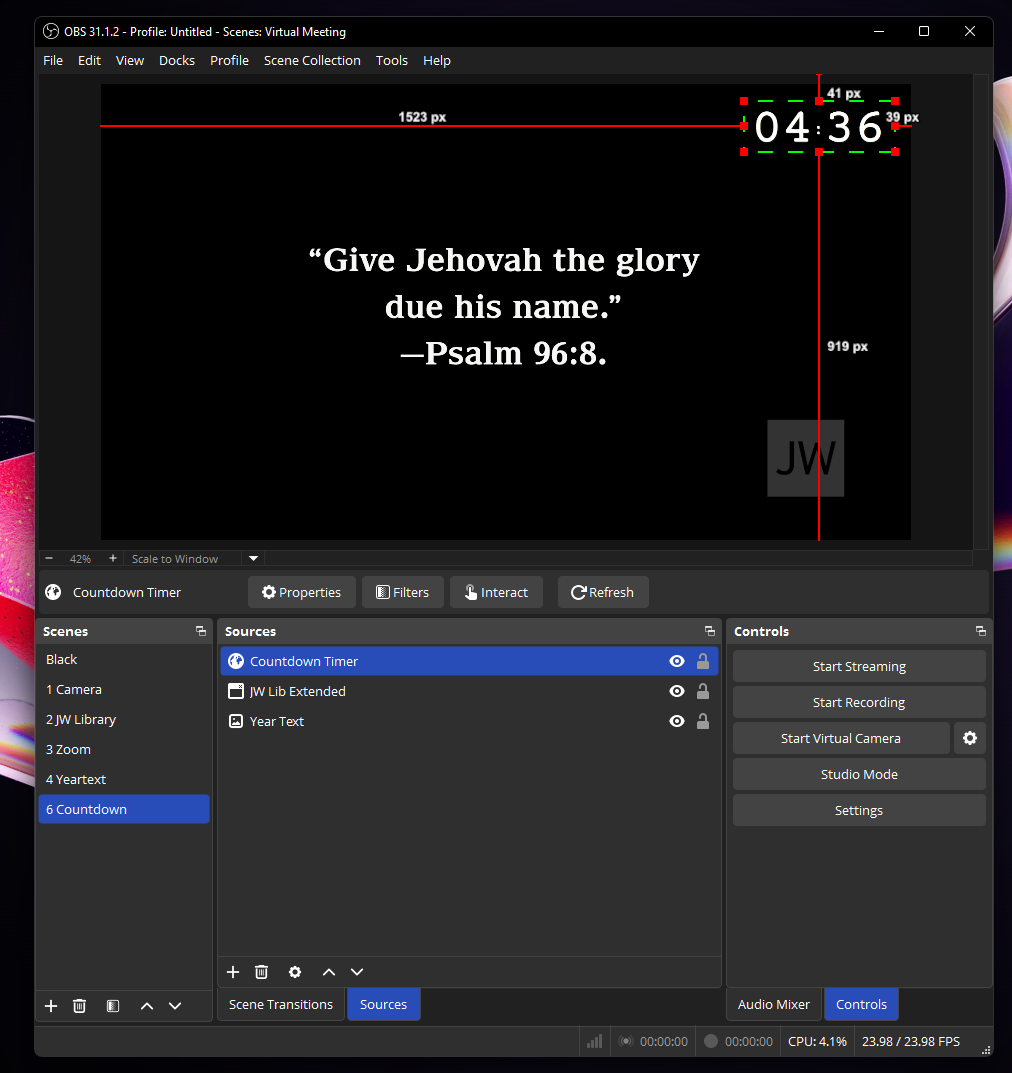 OBS 31.1.2 - Profile: Untitled - Scenes: Virtual Meeting
File Edit View Docks Profile Scene Collection Tools Help
41 px
1523 px
39 px
04:36
“Give Jehovah the glory
due his name.”
—Psalm 96:8.
919 px
JW
42% Scale to Window
Countdown Timer Properties Filters Interact Refresh
Scenes
Black
1 Camera
2 JW Library
3 Zoom
4 Yeartext
6 Countdown
Sources
Countdown Timer
JW Lib Extended
Year Text
Scene Transitions Sources
Controls
Start Streaming
Start Recording
Start Virtual Camera
Studio Mode
Settings
Audio Mixer Controls
00:00:00 00:00:00 CPU: 4.1% 23.98 / 23.98 FPS